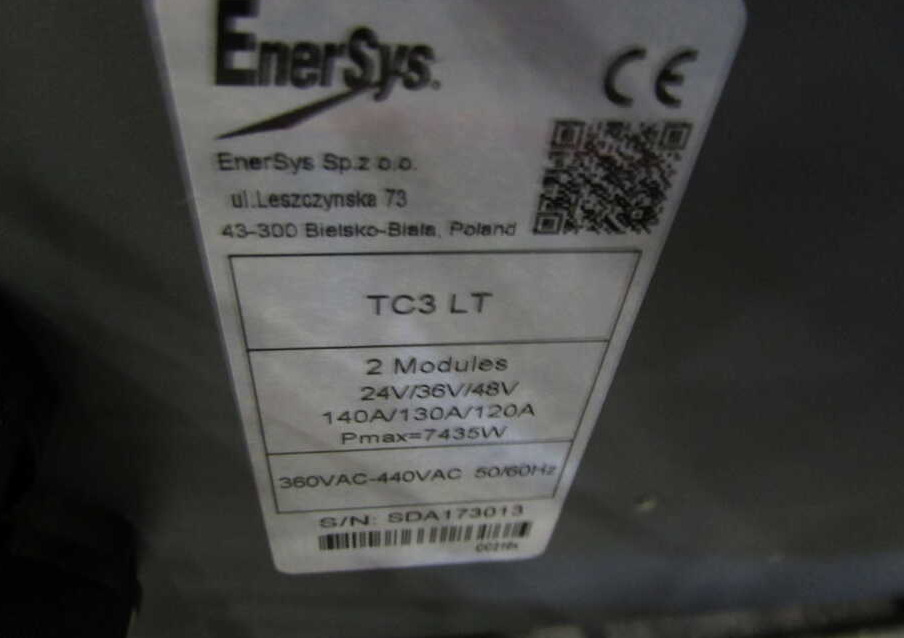 EnerSys.
CE
EnerSys Sp.z o.o.
ul.Leszczynska 73
43-300 Bielsko-Biala, Poland
TC3 LT
2 Modules
24V/36V/48V
140A/130A/120A
Pmax=7435W
360VAC-440VAC 50/60Hz
S/N: SDA173013